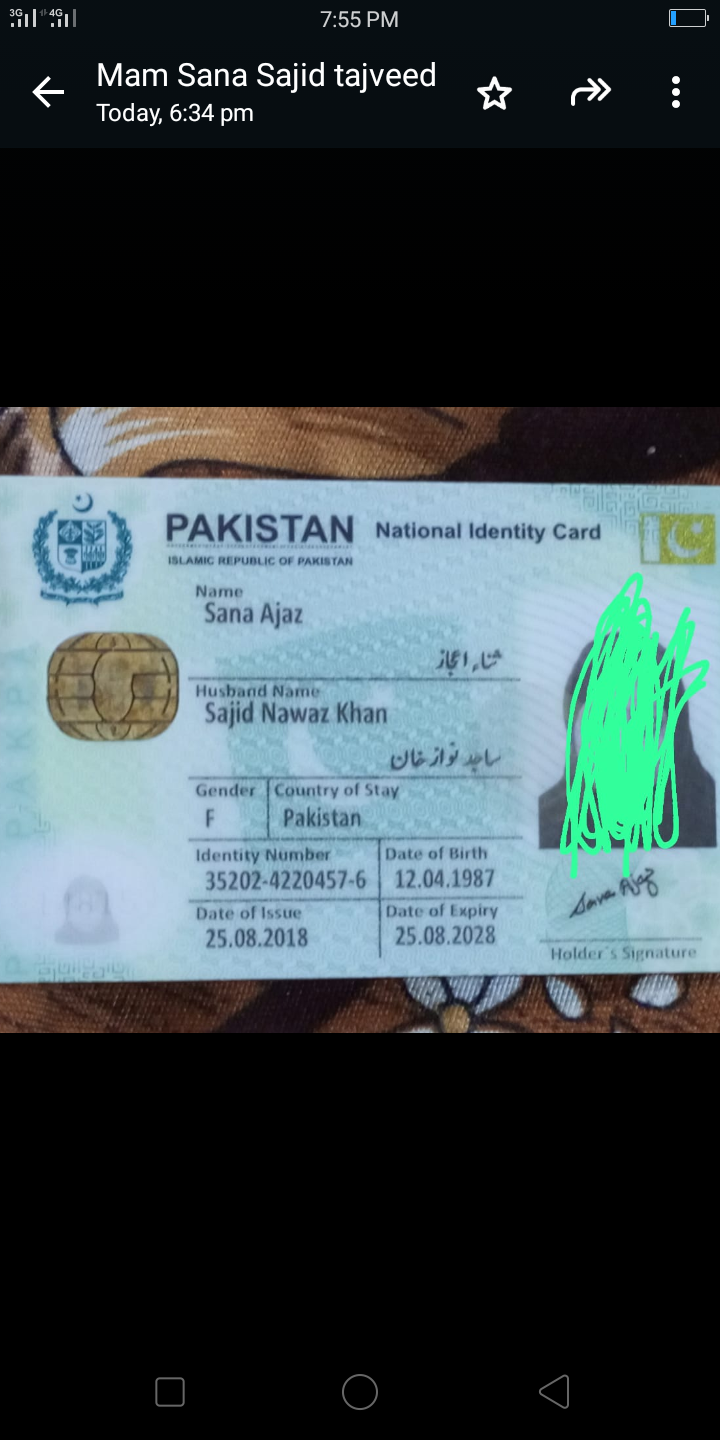 3G 4G 7:55 PM
Mam Sana Sajid tajveed
Today, 6:34 pm
PAKISTAN National Identity Card
ISLAMIC REPUBLIC OF PAKISTAN
Name
Sana Ajaz
ثناء اعجاز
Husband Name
Sajid Nawaz Khan
ساجد نواز خان
Gender Country of Stay
F Pakistan
Identity Number Date of Birth
35202-4220457-6 12.04.1987
Date of Issue Date of Expiry
25.08.2018 25.08.2028
Sana Ajaz
Holder's Signature